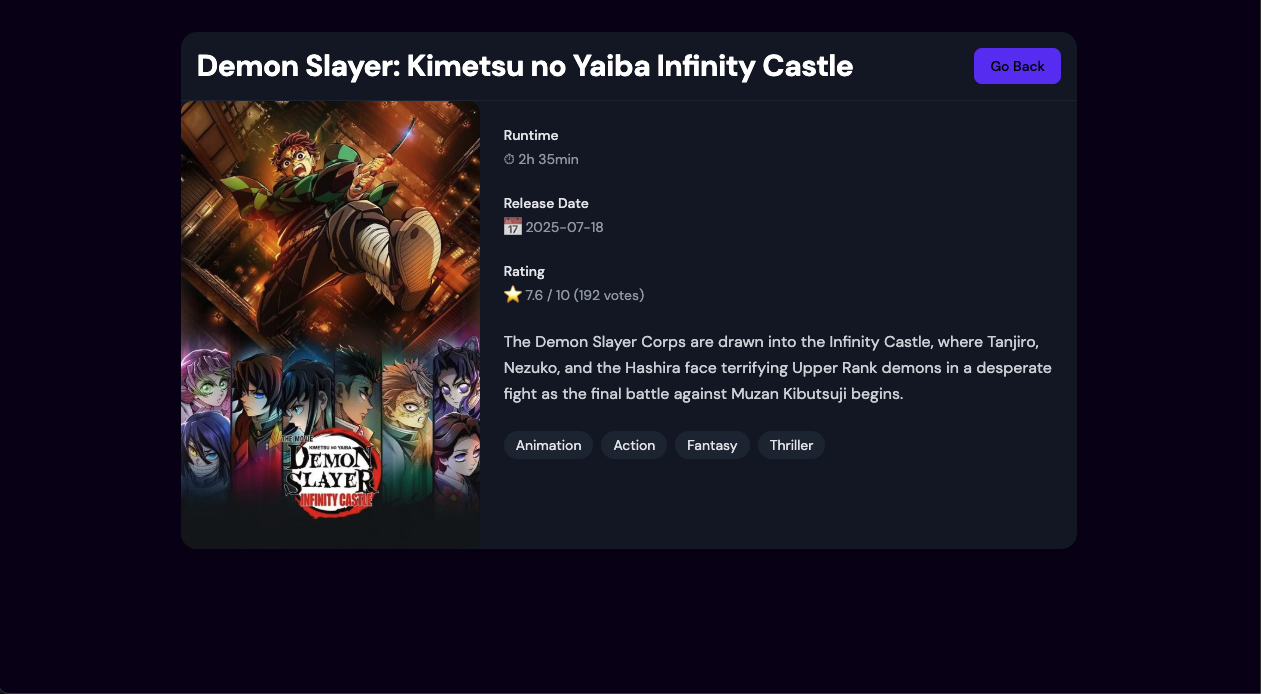 Demon Slayer: Kimetsu no Yaiba Infinity Castle
Go Back
Runtime
⏱ 2h 35min
Release Date
📅 2025-07-18
Rating
⭐ 7.6 / 10 (192 votes)
The Demon Slayer Corps are drawn into the Infinity Castle, where Tanjiro,
Nezuko, and the Hashira face terrifying Upper Rank demons in a desperate
fight as the final battle against Muzan Kibutsuji begins.
Animation Action Fantasy Thriller
THE MOVIE
KIMETSU NO YAIBA
DEMON
SLAYER
INFINITY CASTLE